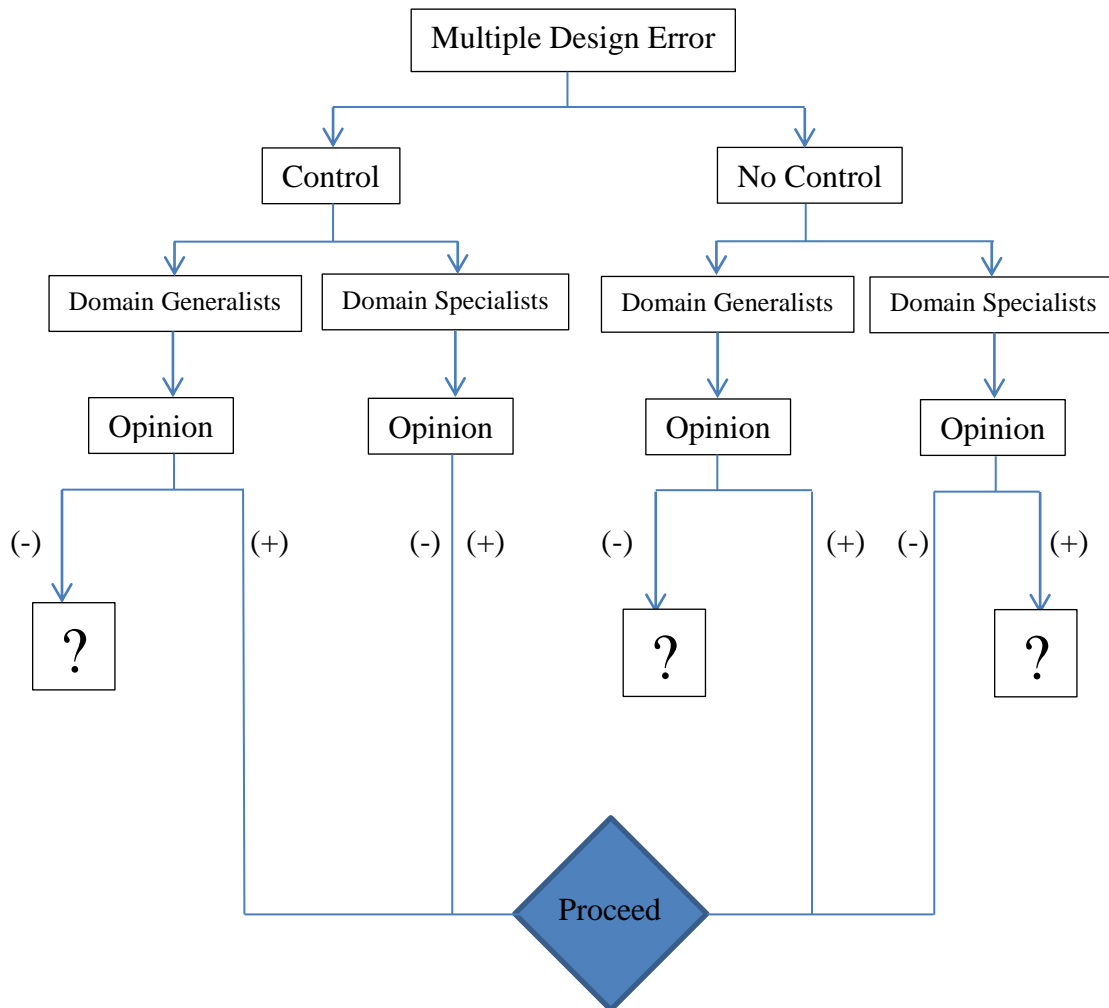 Multiple Design Error
Control
No Control
Domain Generalists
Domain Specialists
Domain Generalists
Domain Specialists
Opinion
Opinion
Opinion
Opinion
(-)
(+)
(-)
(+)
(-)
(+)
(-)
(+)
?
?
?
Proceed